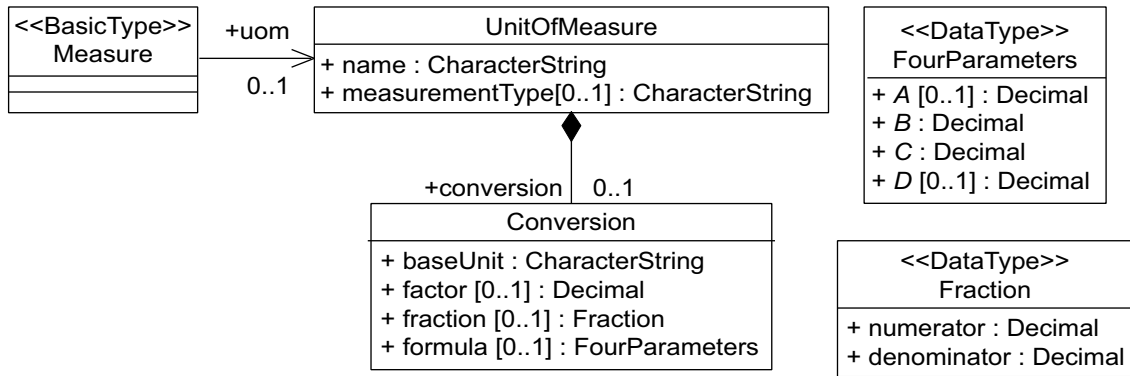 <<BasicType>>
Measure
+uom
0..1
UnitOfMeasure
+ name : CharacterString
+ measurementType[0..1] : CharacterString
+conversion
0..1
Conversion
+ baseUnit : CharacterString
+ factor [0..1] : Decimal
+ fraction [0..1] : Fraction
+ formula [0..1] : FourParameters
<<DataType>>
FourParameters
+ A [0..1] : Decimal
+ B : Decimal
+ C : Decimal
+ D [0..1] : Decimal
<<DataType>>
Fraction
+ numerator : Decimal
+ denominator : Decimal